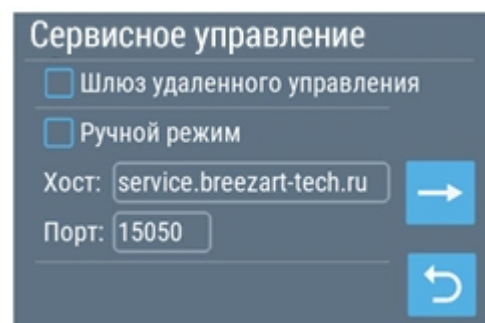 Сервисное управление
Шлюз удаленного управления
Ручной режим
Хост: service.breezart-tech.ru
Порт: 15050